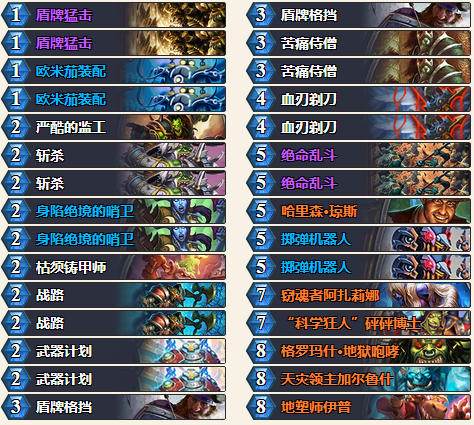 1 盾牌猛击
1 盾牌猛击
1 欧米茄装配
1 欧米茄装配
2 严酷的监工
2 斩杀
2 斩杀
2 身陷绝境的哨卫
2 身陷绝境的哨卫
2 枯须铸甲师
2 战路
2 战路
2 武器计划
2 武器计划
3 盾牌格挡
3 盾牌格挡
3 苦痛侍僧
3 苦痛侍僧
4 血刃剃刀
4 血刃剃刀
5 绝命乱斗
5 绝命乱斗
5 哈里森·琼斯
5 掷弹机器人
5 掷弹机器人
7 窃魂者阿扎莉娜
7 “科学狂人”砰砰博士
8 格罗玛什·地狱咆哮
8 天灾领主加尔鲁什
8 地塑师伊普